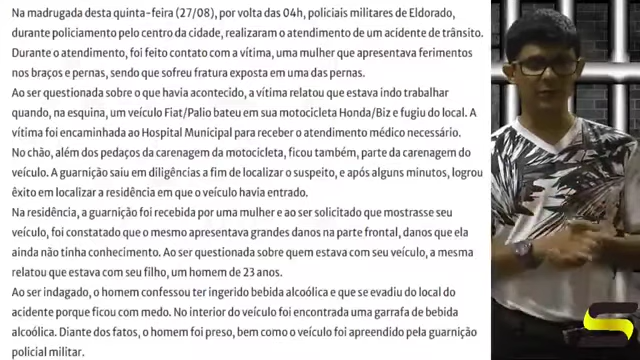 Na madrugada desta quinta-feira (27/08), por volta das 04h, policiais militares de Eldorado,
durante policiamento pelo centro da cidade, realizaram o atendimento de um acidente de trânsito.
Durante o atendimento, foi feito contato com a vítima, uma mulher que apresentava ferimentos
nos braços e pernas, sendo que sofreu fratura exposta em uma das pernas.
Ao ser questionada sobre o que havia acontecido, a vítima relatou que estava indo trabalhar
quando, na esquina, um veículo Fiat/Palio bateu em sua motocicleta Honda/Biz e fugiu do local. A
vítima foi encaminhada ao Hospital Municipal para receber o atendimento médico necessário.
No chão, além dos pedaços da carenagem da motocicleta, ficou também, parte da carenagem do
veículo. A guarnição saiu em diligências a fim de localizar o suspeito, e após alguns minutos, logrou
êxito em localizar a residência em que o veículo havia entrado.
Na residência, a guarnição foi recebida por uma mulher e ao ser solicitado que mostrasse seu
veículo, foi constatado que o mesmo apresentava grandes danos na parte frontal, danos que ela
ainda não tinha conhecimento. Ao ser questionada sobre quem estava com seu veículo, a mesma
relatou que estava com seu filho, um homem de 23 anos.
Ao ser indagado, o homem confessou ter ingerido bebida alcoólica e que se evadiu do local do
acidente porque ficou com medo. No interior do veículo foi encontrada uma garrafa de bebida
alcoólica. Diante dos fatos, o homem foi preso, bem como o veículo foi apreendido pela guarnição
policial militar.